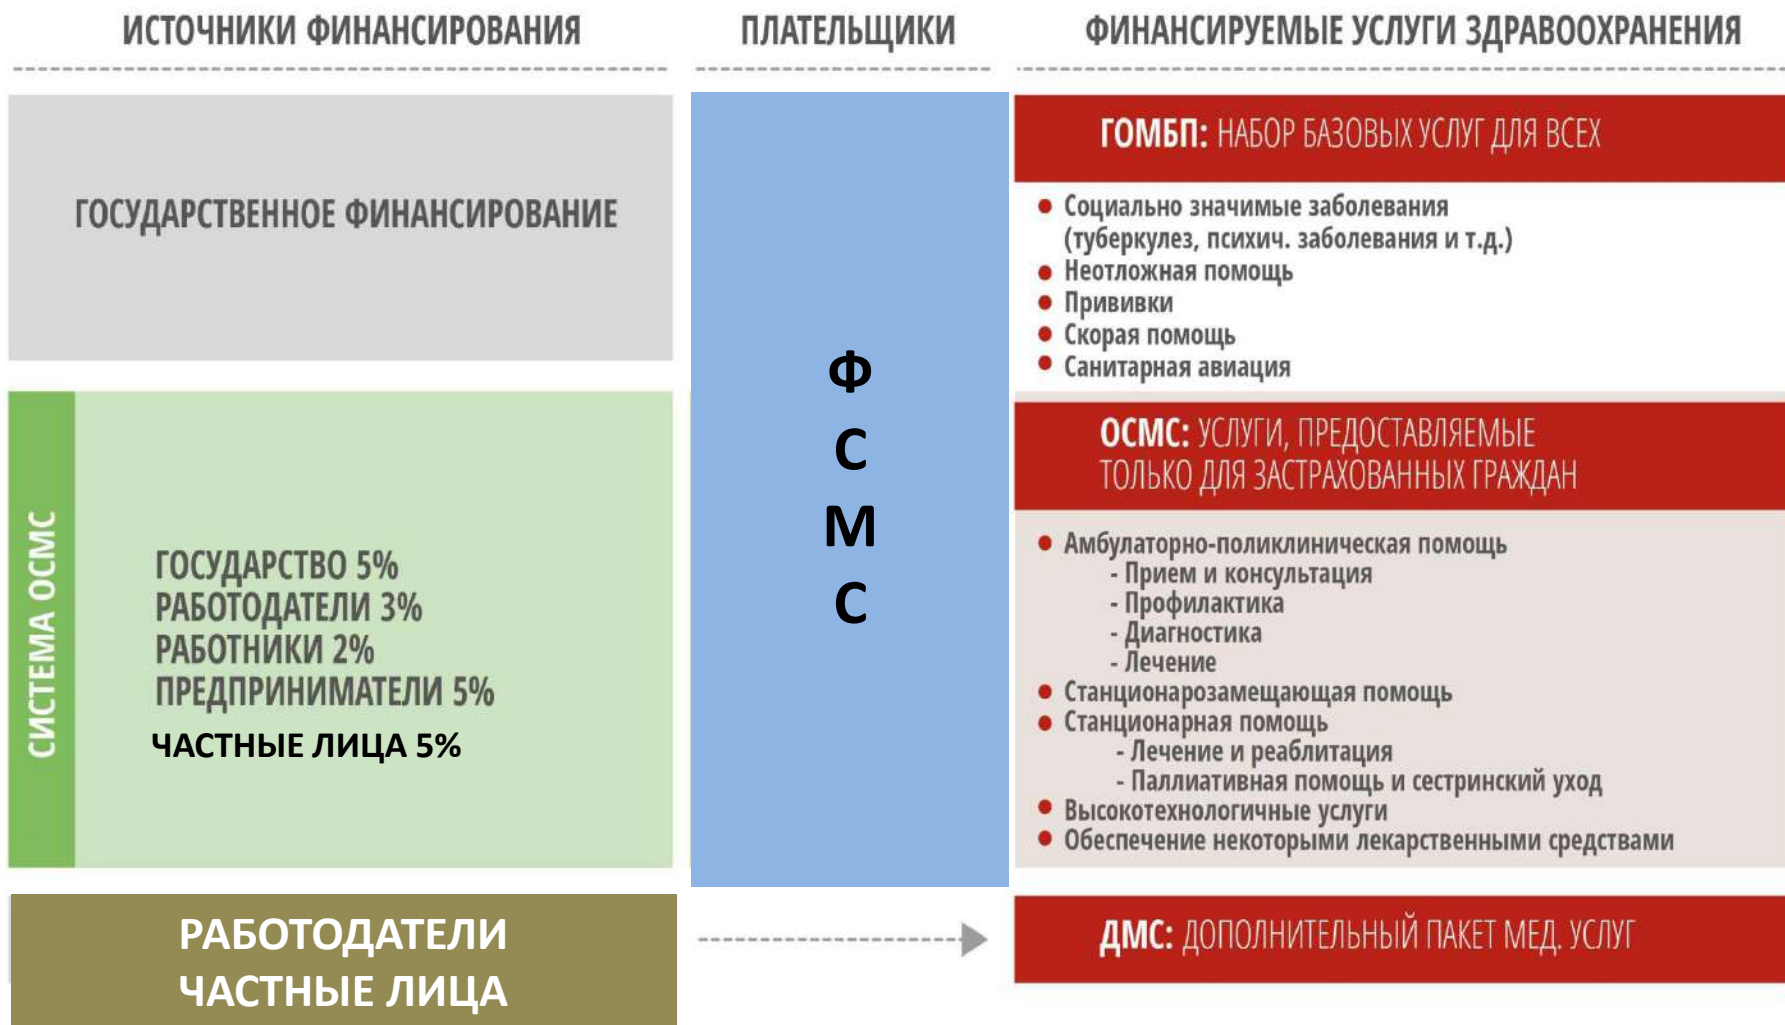 ИСТОЧНИКИ ФИНАНСИРОВАНИЯ
ПЛАТЕЛЬЩИКИ
ФИНАНСИРУЕМЫЕ УСЛУГИ ЗДРАВООХРАНЕНИЯ
ГОСУДАРСТВЕННОЕ ФИНАНСИРОВАНИЕ
СИСТЕМА ОСМС
ГОСУДАРСТВО 5%
РАБОТОДАТЕЛИ 3%
РАБОТНИКИ 2%
ПРЕДПРИНИМАТЕЛИ 5%
ЧАСТНЫЕ ЛИЦА 5%
РАБОТОДАТЕЛИ
ЧАСТНЫЕ ЛИЦА
Ф
С
М
С
ГОМБП: НАБОР БАЗОВЫХ УСЛУГ ДЛЯ ВСЕХ
Социально значимые заболевания
(туберкулез, психич. заболевания и т.д.)
Неотложная помощь
Прививки
Скорая помощь
Санитарная авиация
ОСМС: УСЛУГИ, ПРЕДОСТАВЛЯЕМЫЕ
ТОЛЬКО ДЛЯ ЗАСТРАХОВАННЫХ ГРАЖДАН
Амбулаторно-поликлиническая помощь
- Прием и консультация
- Профилактика
- Диагностика
- Лечение
Станционарозамещающая помощь
Станционарная помощь
- Лечение и реаблитация
- Паллиативная помощь и сестринский уход
Высокотехнологичные услуги
Обеспечение некоторыми лекарственными средствами
ДМС: ДОПОЛНИТЕЛЬНЫЙ ПАКЕТ МЕД. УСЛУГ